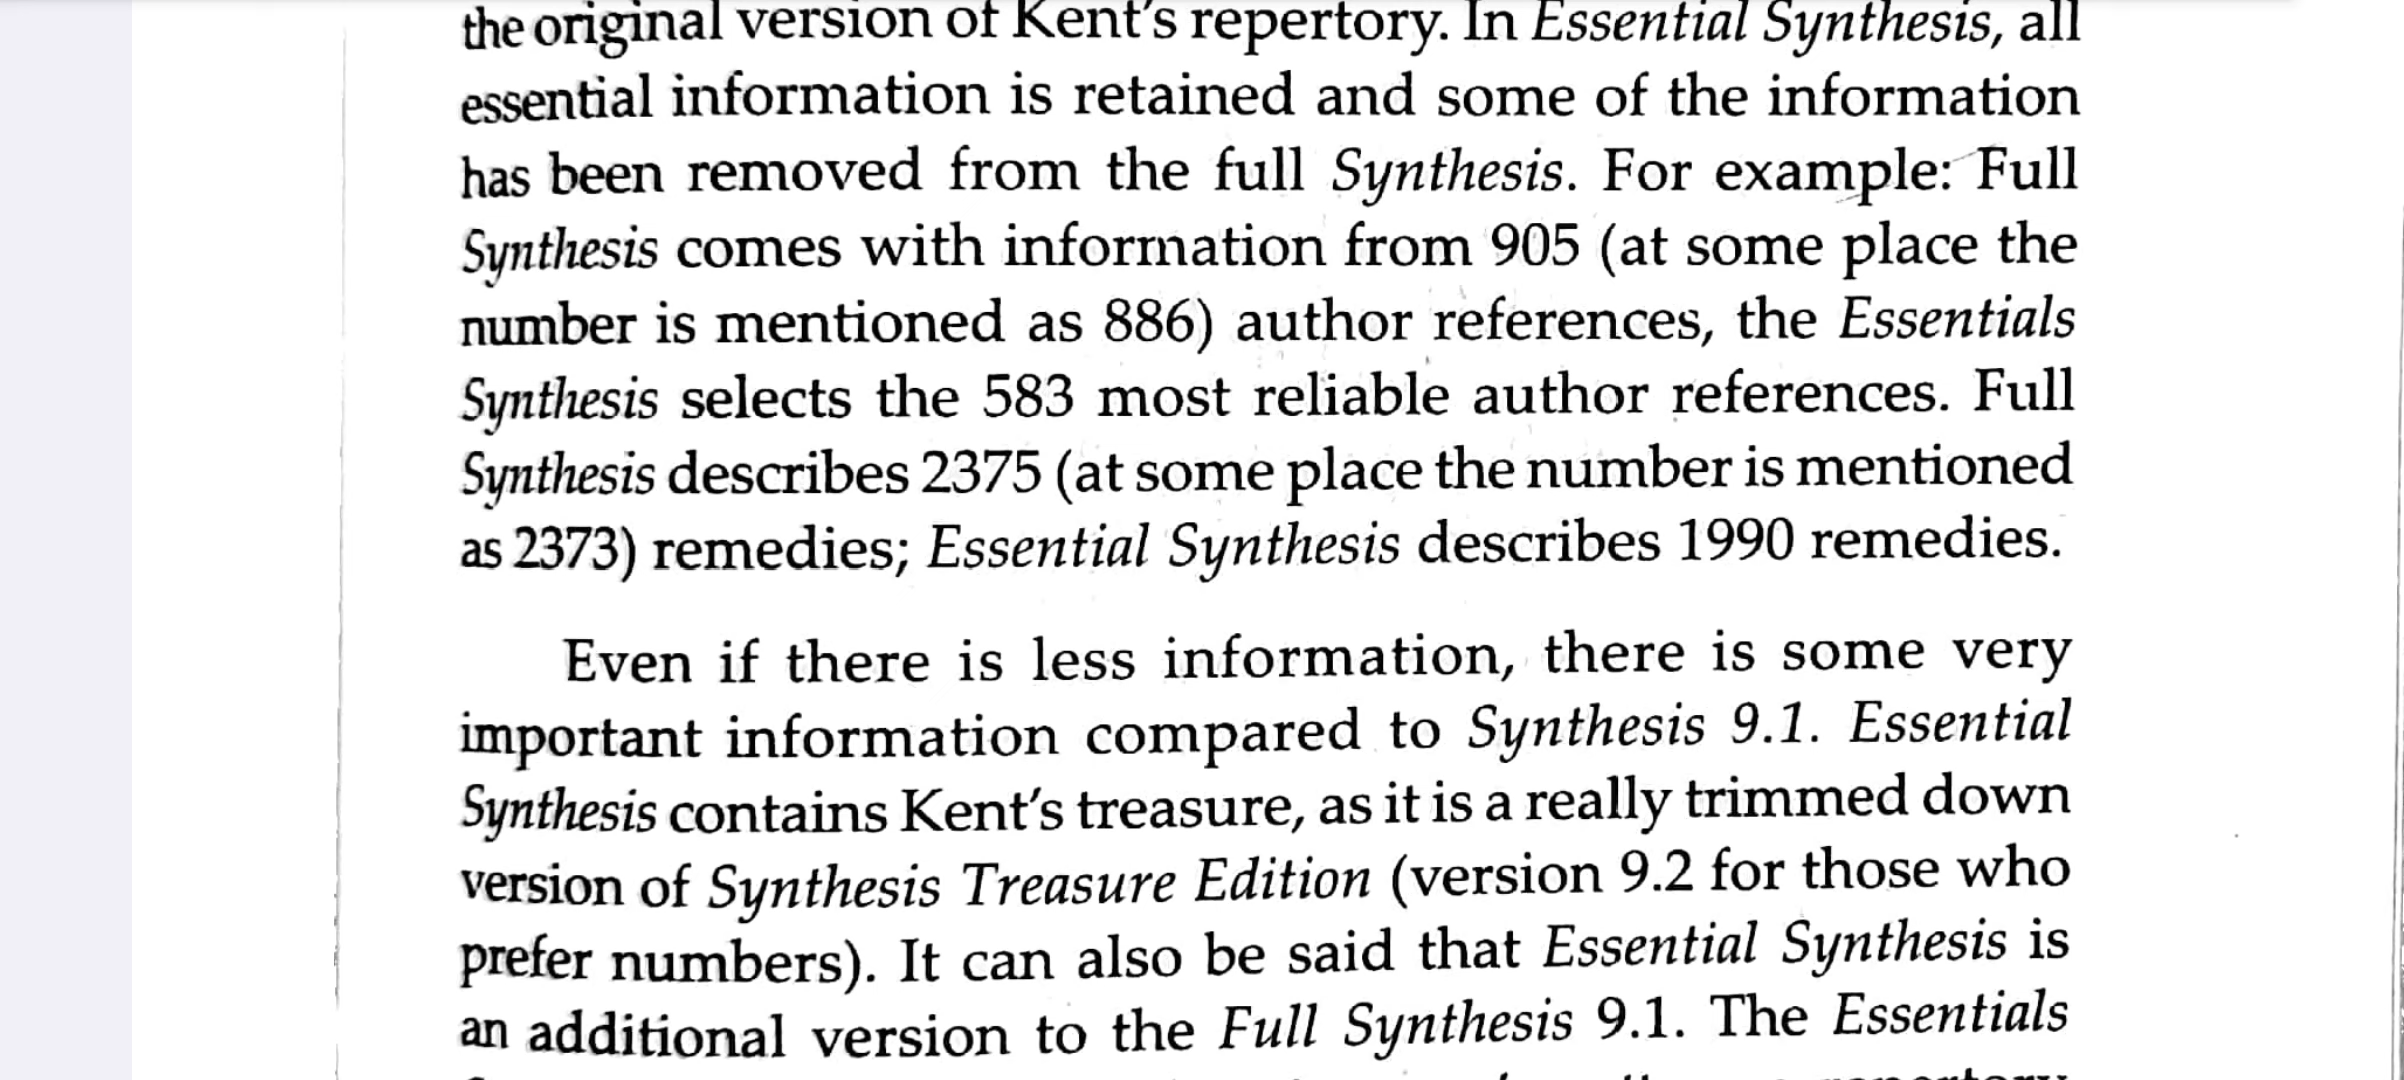 the original version of Kent's repertory. In Essential Synthesis, all
essential information is retained and some of the information
has been removed from the full Synthesis. For example: Full
Synthesis comes with information from 905 (at some place the
number is mentioned as 886) author references, the Essentials
Synthesis selects the 583 most reliable author references. Full
Synthesis describes 2375 (at some place the number is mentioned
as 2373) remedies; Essential Synthesis describes 1990 remedies.
Even if there is less information, there is some very
important information compared to Synthesis 9.1. Essential
Synthesis contains Kent's treasure, as it is a really trimmed down
version of Synthesis Treasure Edition (version 9.2 for those who
prefer numbers). It can also be said that Essential Synthesis is
an additional version to the Full Synthesis 9.1. The Essentials
repertory